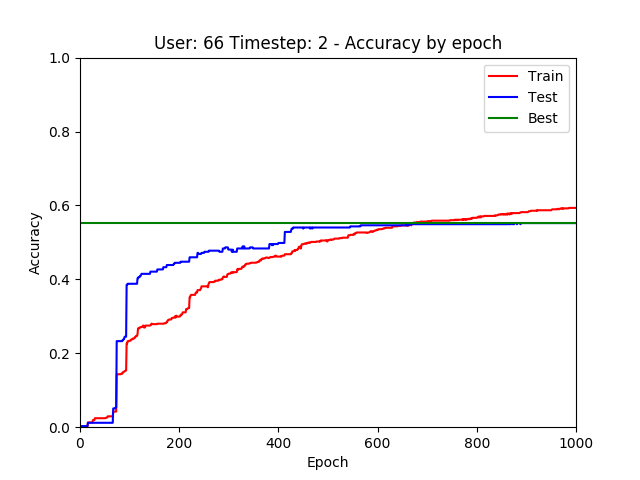 User: 66 Timestep: 2 - Accuracy by epoch
1.0
0.8
0.6
0.4
0.2
0.0
Accuracy
Train
Test
Best
0 200 400 600 800 1000
Epoch